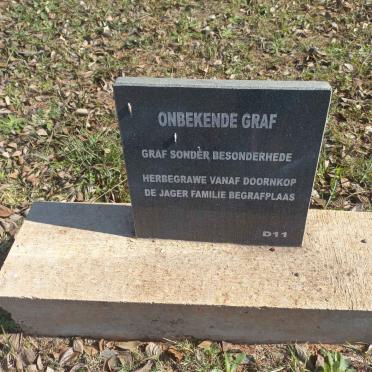 ONBEKENDE GRAF
GRAF SONDER BESONDERHEDE
HERBEGRAWE VANAF DOORNKOP
DE JAGER FAMILIE BEGRAFPLAAS
D11